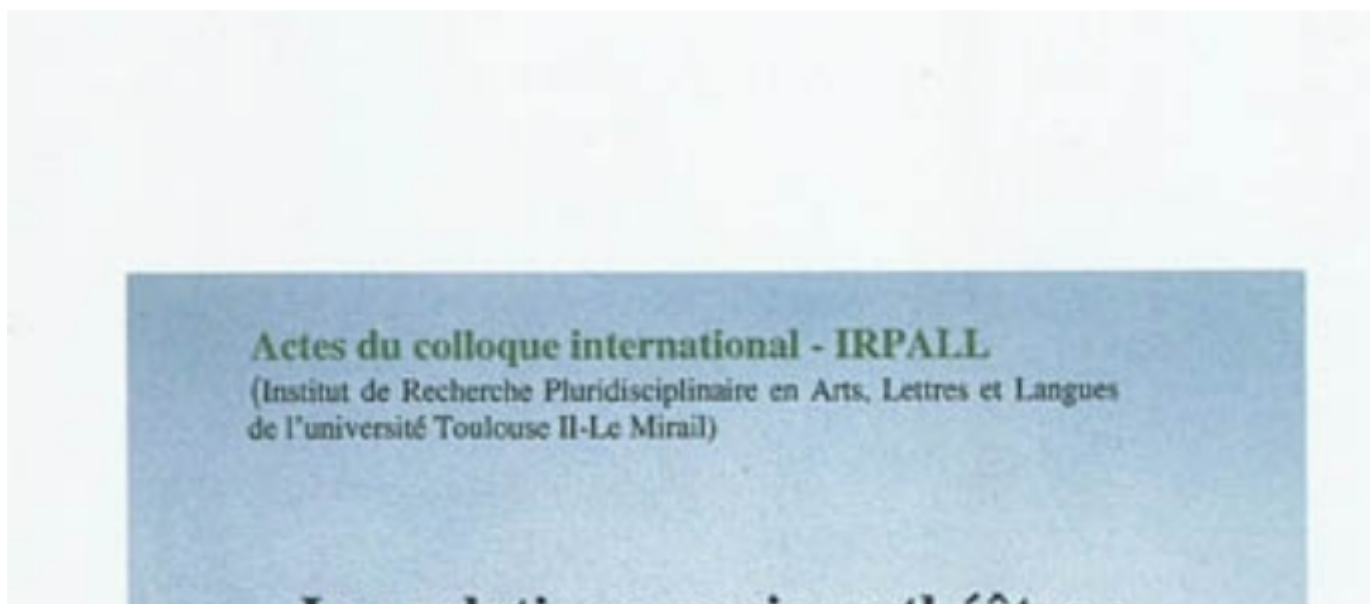 Actes du colloque international - IRPALL
(Institut de Recherche Pluridisciplinaire en Arts, Lettres et Langues
de l'université Toulouse II-Le Mirail)